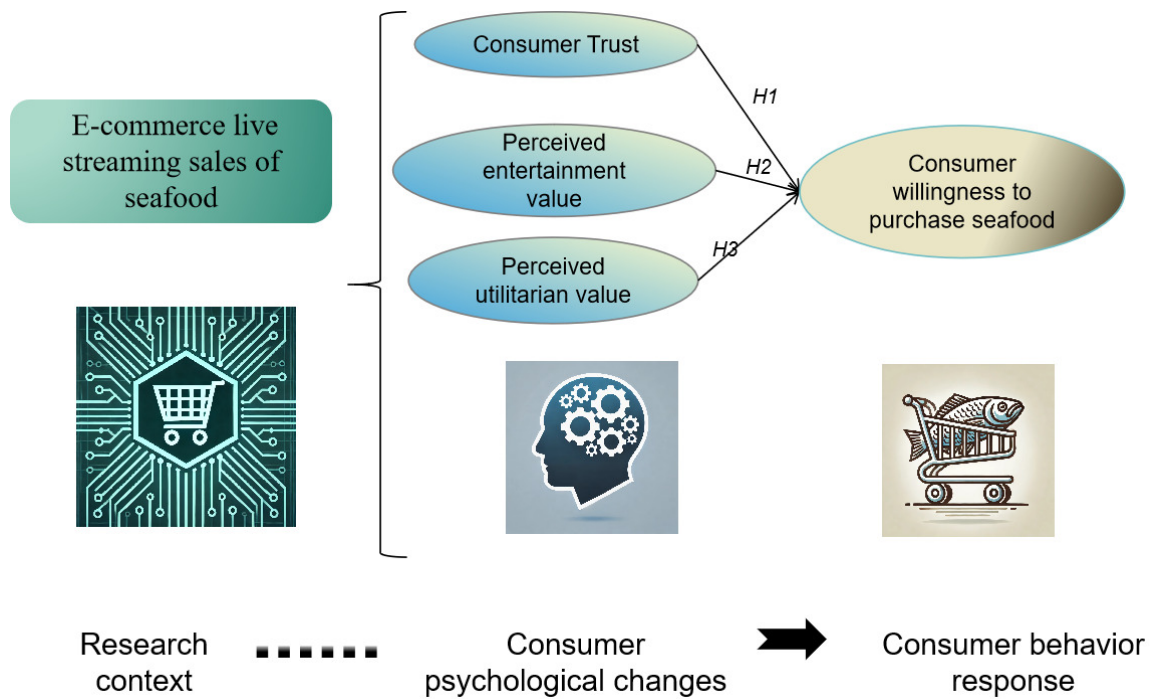 E-commerce live
streaming sales of
seafood
Consumer Trust
Perceived
entertainment
value
Perceived
utilitarian value
H1
H2
H3
Consumer
willingness to
purchase seafood
Research
context
Consumer
psychological changes
Consumer behavior
response